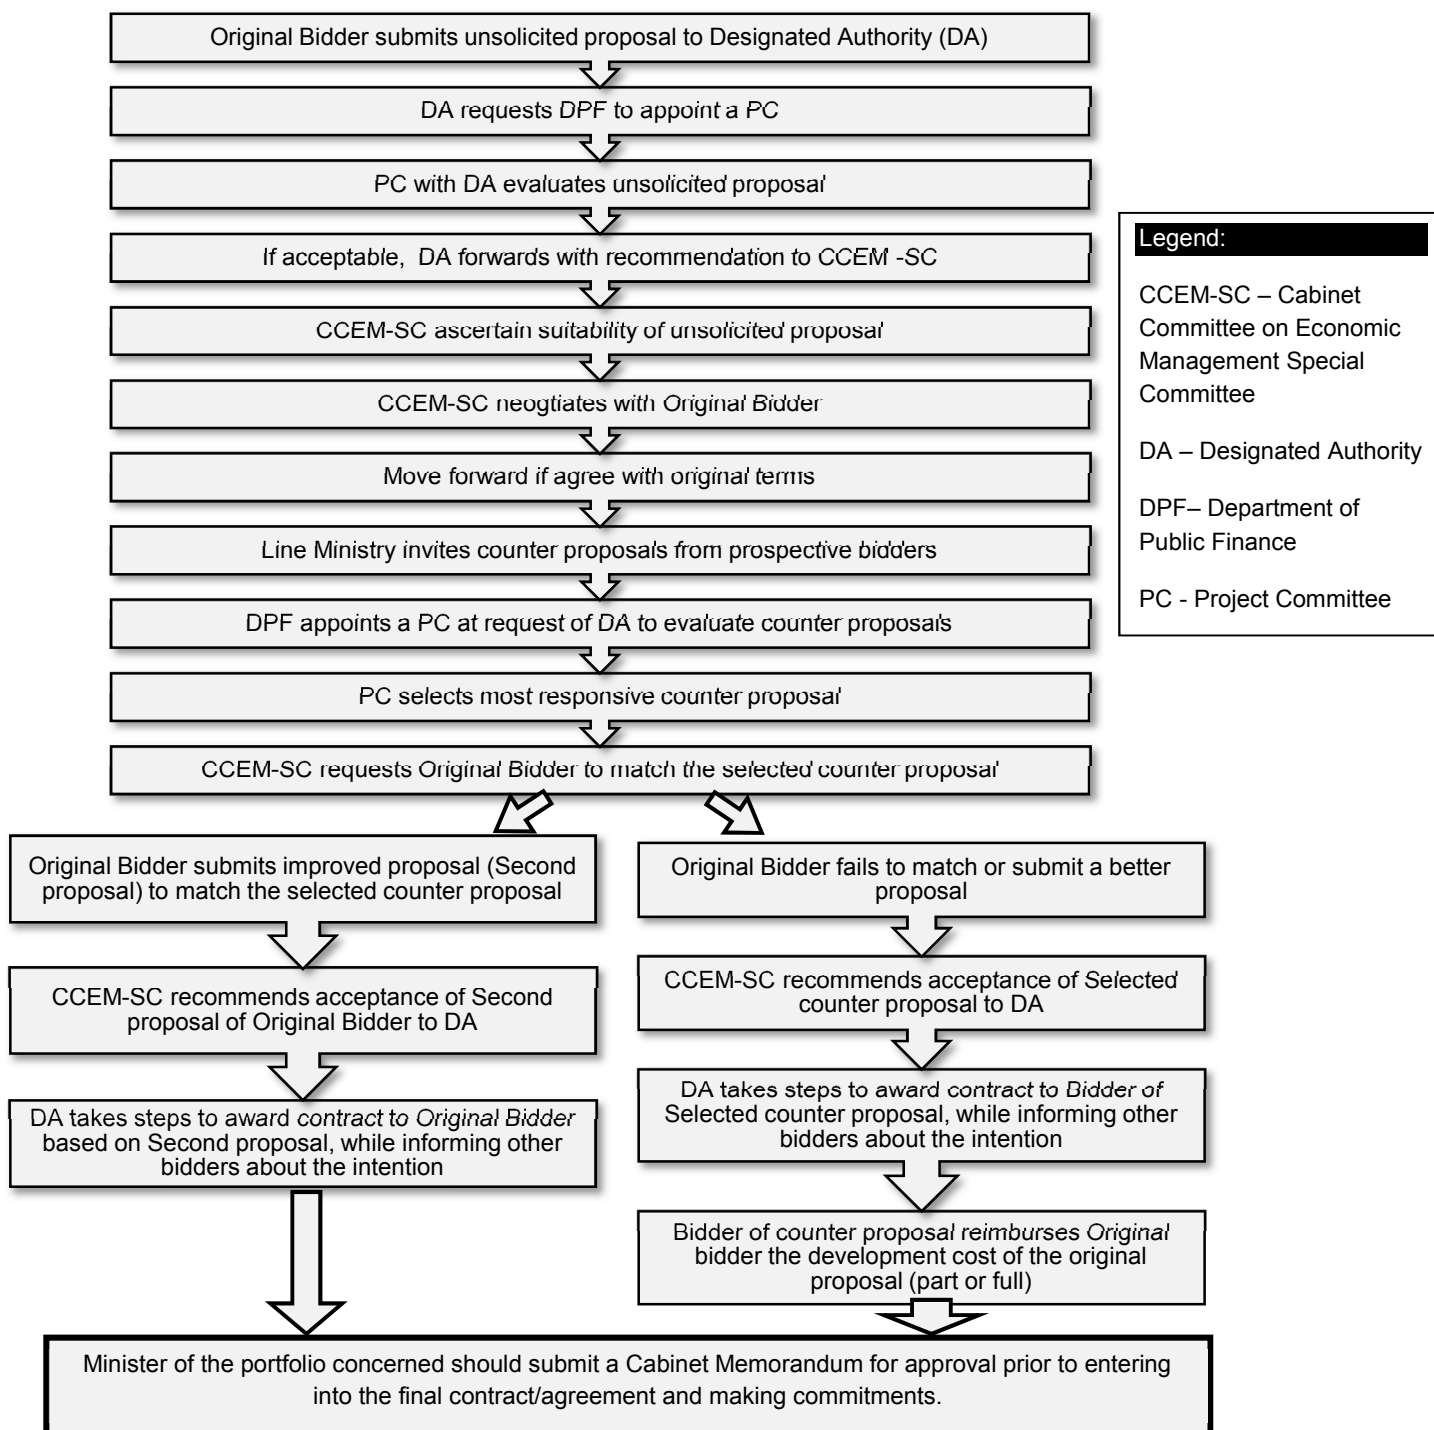 Original Bidder submits unsolicited proposal to Designated Authority (DA)
DA requests DPF to appoint a PC
PC with DA evaluates unsolicited proposal
If acceptable, DA forwards with recommendation to CCEM -SC
CCEM-SC ascertain suitability of unsolicited proposal
CCEM-SC neogtiates with Original Bidder
Move forward if agree with original terms
Line Ministry invites counter proposals from prospective bidders
DPF appoints a PC at request of DA to evaluate counter proposals
PC selects most responsive counter proposal
CCEM-SC requests Original Bidder to match the selected counter proposal
Original Bidder submits improved proposal (Second
proposal) to match the selected counter proposal
CCEM-SC recommends acceptance of Second
proposal of Original Bidder to DA
DA takes steps to award contract to Original Bidder
based on Second proposal, while informing other
bidders about the intention
Original Bidder fails to match or submit a better
proposal
CCEM-SC recommends acceptance of Selected
counter proposal to DA
DA takes steps to award contract to Bidder of
Selected counter proposal, while informing other
bidders about the intention
Bidder of counter proposal reimburses Original
bidder the development cost of the original
proposal (part or full)
Minister of the portfolio concerned should submit a Cabinet Memorandum for approval prior to entering
into the final contract/agreement and making commitments.
Legend:
CCEM-SC – Cabinet
Committee on Economic
Management Special
Committee
DA – Designated Authority
DPF– Department of
Public Finance
PC - Project Committee